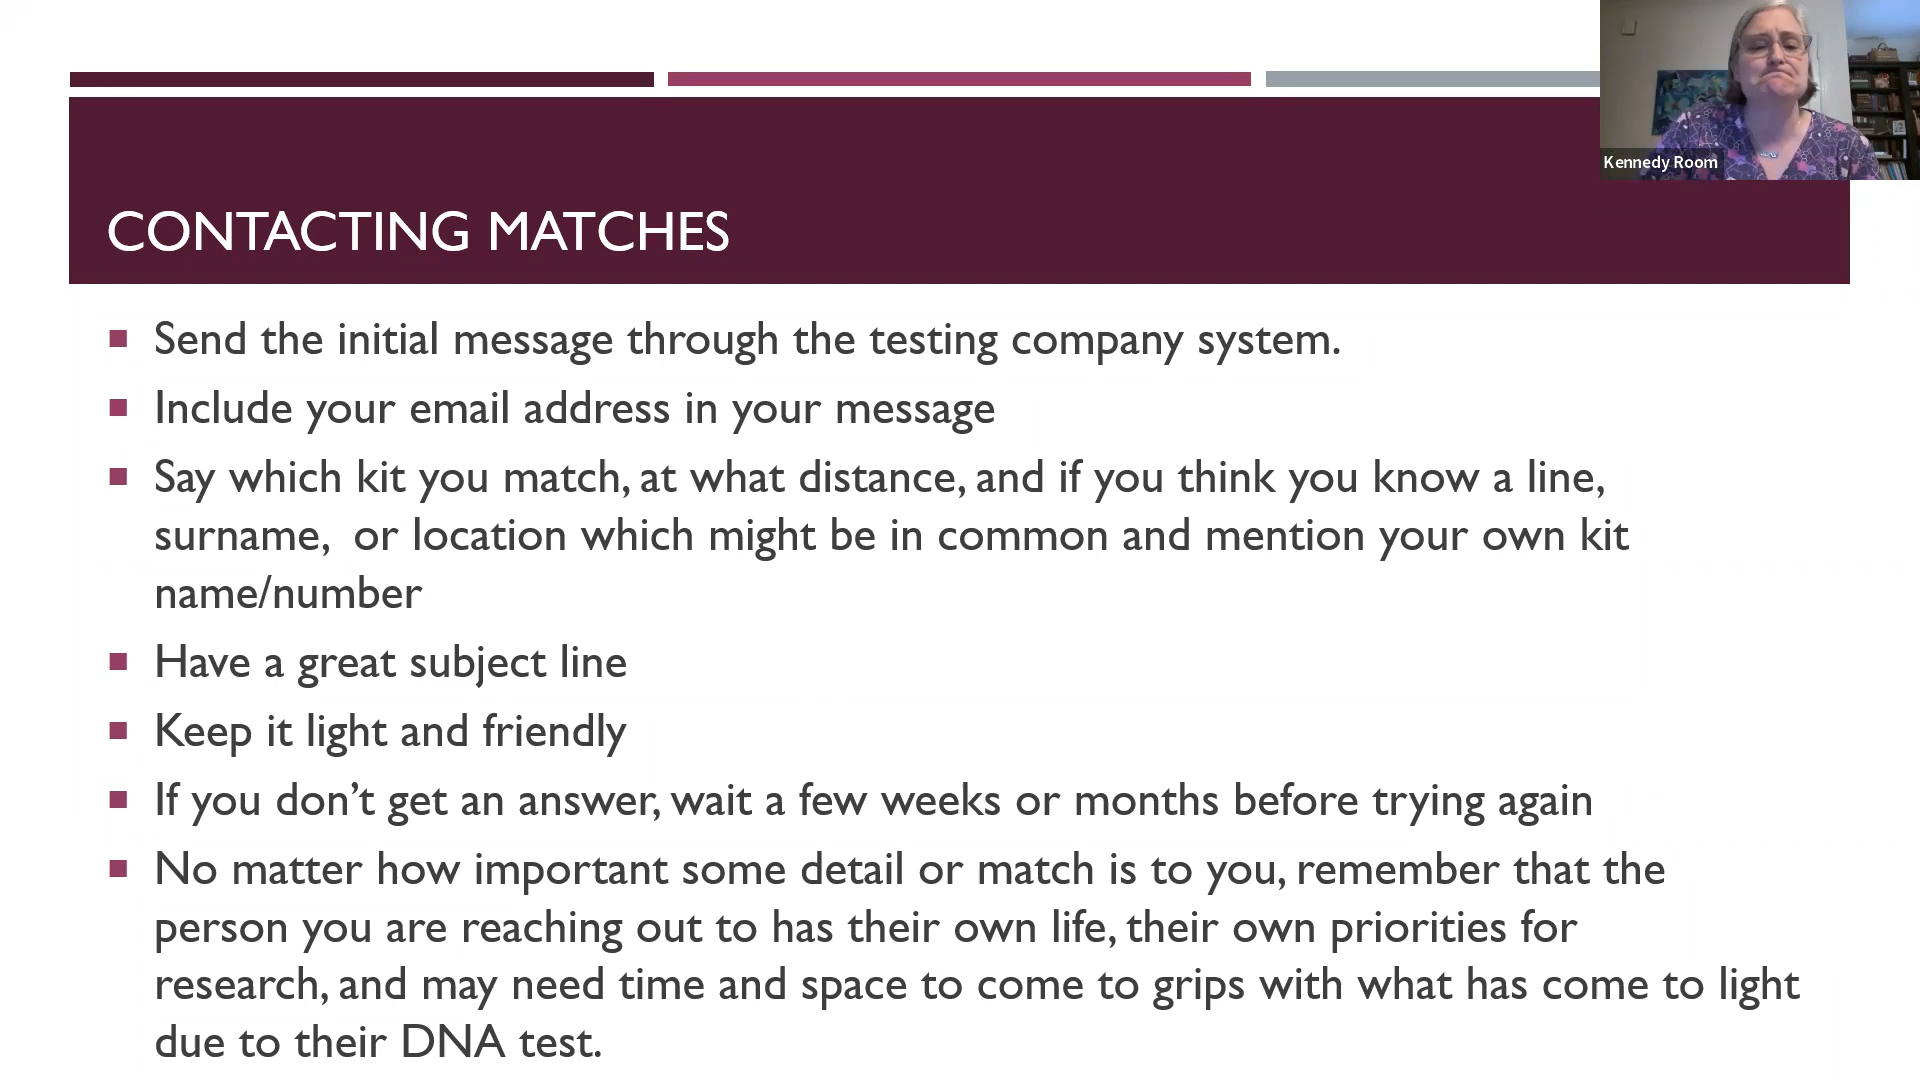 Kennedy Room
CONTACTING MATCHES
Send the initial message through the testing company system.
Include your email address in your message
Say which kit you match, at what distance, and if you think you know a line,
surname,  or location which might be in common and mention your own kit
name/number
Have a great subject line
Keep it light and friendly
If you don’t get an answer, wait a few weeks or months before trying again
No matter how important some detail or match is to you, remember that the
person you are reaching out to has their own life, their own priorities for
research, and may need time and space to come to grips with what has come to light
due to their DNA test.